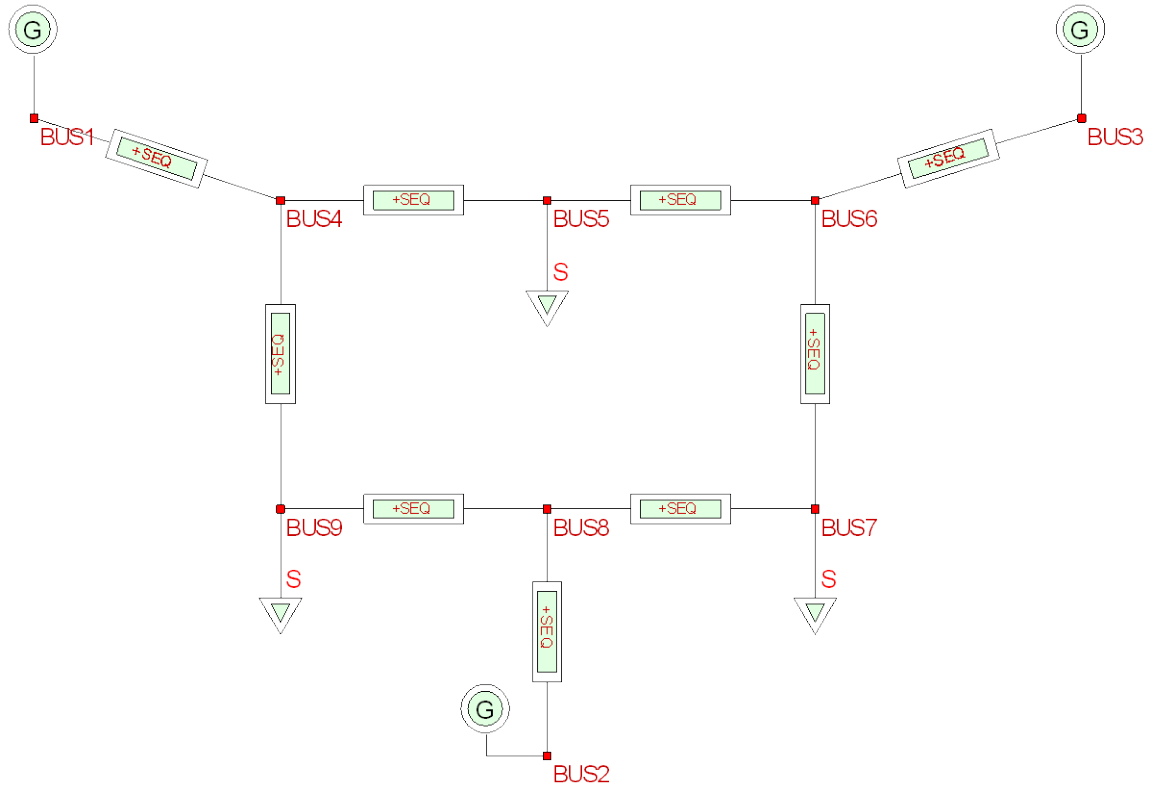 G
G
BUS1
+SEQ
+SEQ
BUS3
BUS4
+SEQ
BUS5
+SEQ
BUS6
S
+SEQ
+SEQ
BUS9
+SEQ
BUS8
+SEQ
BUS7
S
S
+SEQ
G
BUS2